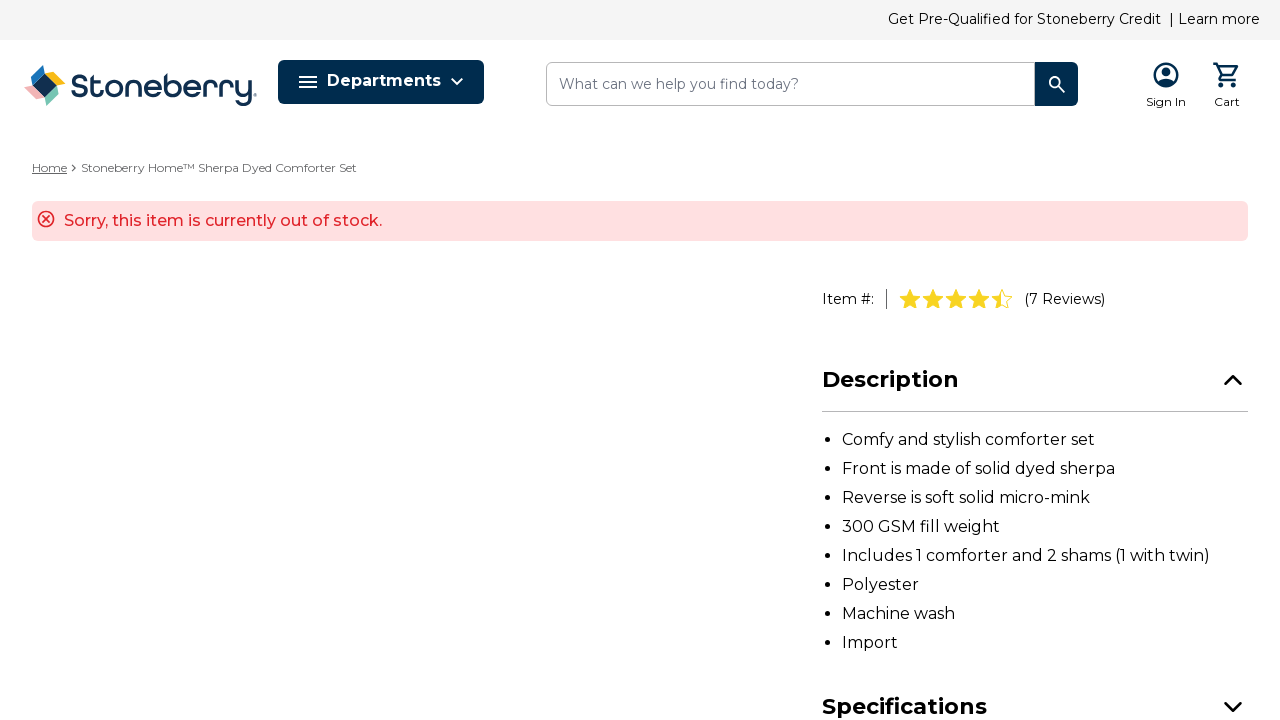 Get Pre-Qualified for Stoneberry Credit | Learn more
Stoneberry®
Departments
What can we help you find today?
Sign In
Cart
Home > Stoneberry Home™ Sherpa Dyed Comforter Set
Sorry, this item is currently out of stock.
Item #:
(7 Reviews)
Description
• Comfy and stylish comforter set
• Front is made of solid dyed sherpa
• Reverse is soft solid micro-mink
• 300 GSM fill weight
• Includes 1 comforter and 2 shams (1 with twin)
• Polyester
• Machine wash
• Import
Specifications